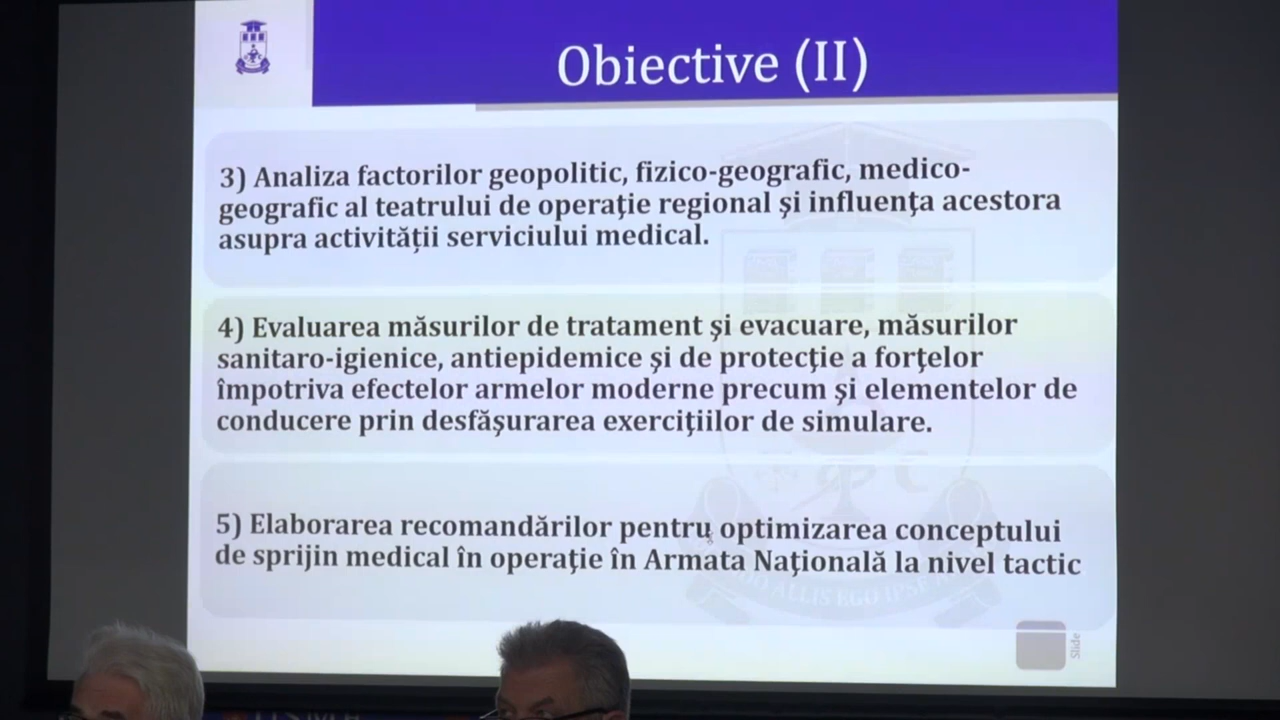 Obiective (II)
3) Analiza factorilor geopolitic, fizico-geografic, medico-
geografic al teatrului de operaţie regional şi influenţa acestora
asupra activităţii serviciului medical.
4) Evaluarea măsurilor de tratament şi evacuare, măsurilor
sanitaro-igienice, antiepidemice şi de protecţie a forţelor
împotriva efectelor armelor moderne precum şi elementelor de
conducere prin desfăşurarea exerciţiilor de simulare.
5) Elaborarea recomandărilor pentru optimizarea conceptului
de sprijin medical în operaţie în Armata Naţională la nivel tactic
ALLIS EGO
Slide